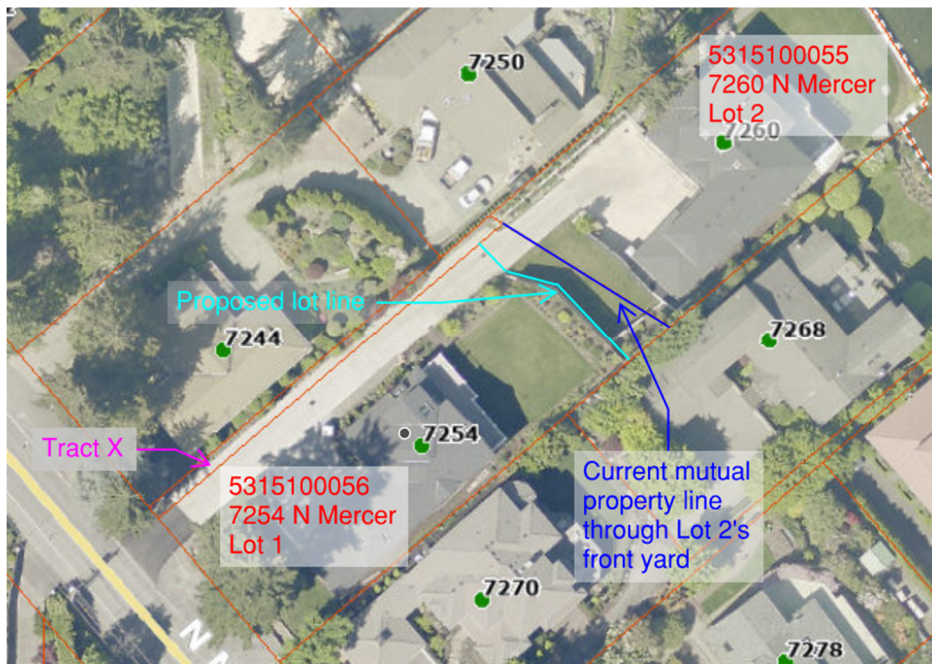 7250
5315100055
7260 N Mercer
Lot 2
7260
Proposed lot line
7244
7268
Tract X
7254
5315100056
7254 N Mercer
Lot 1
Current mutual
property line
through Lot 2's
front yard
7270
7278